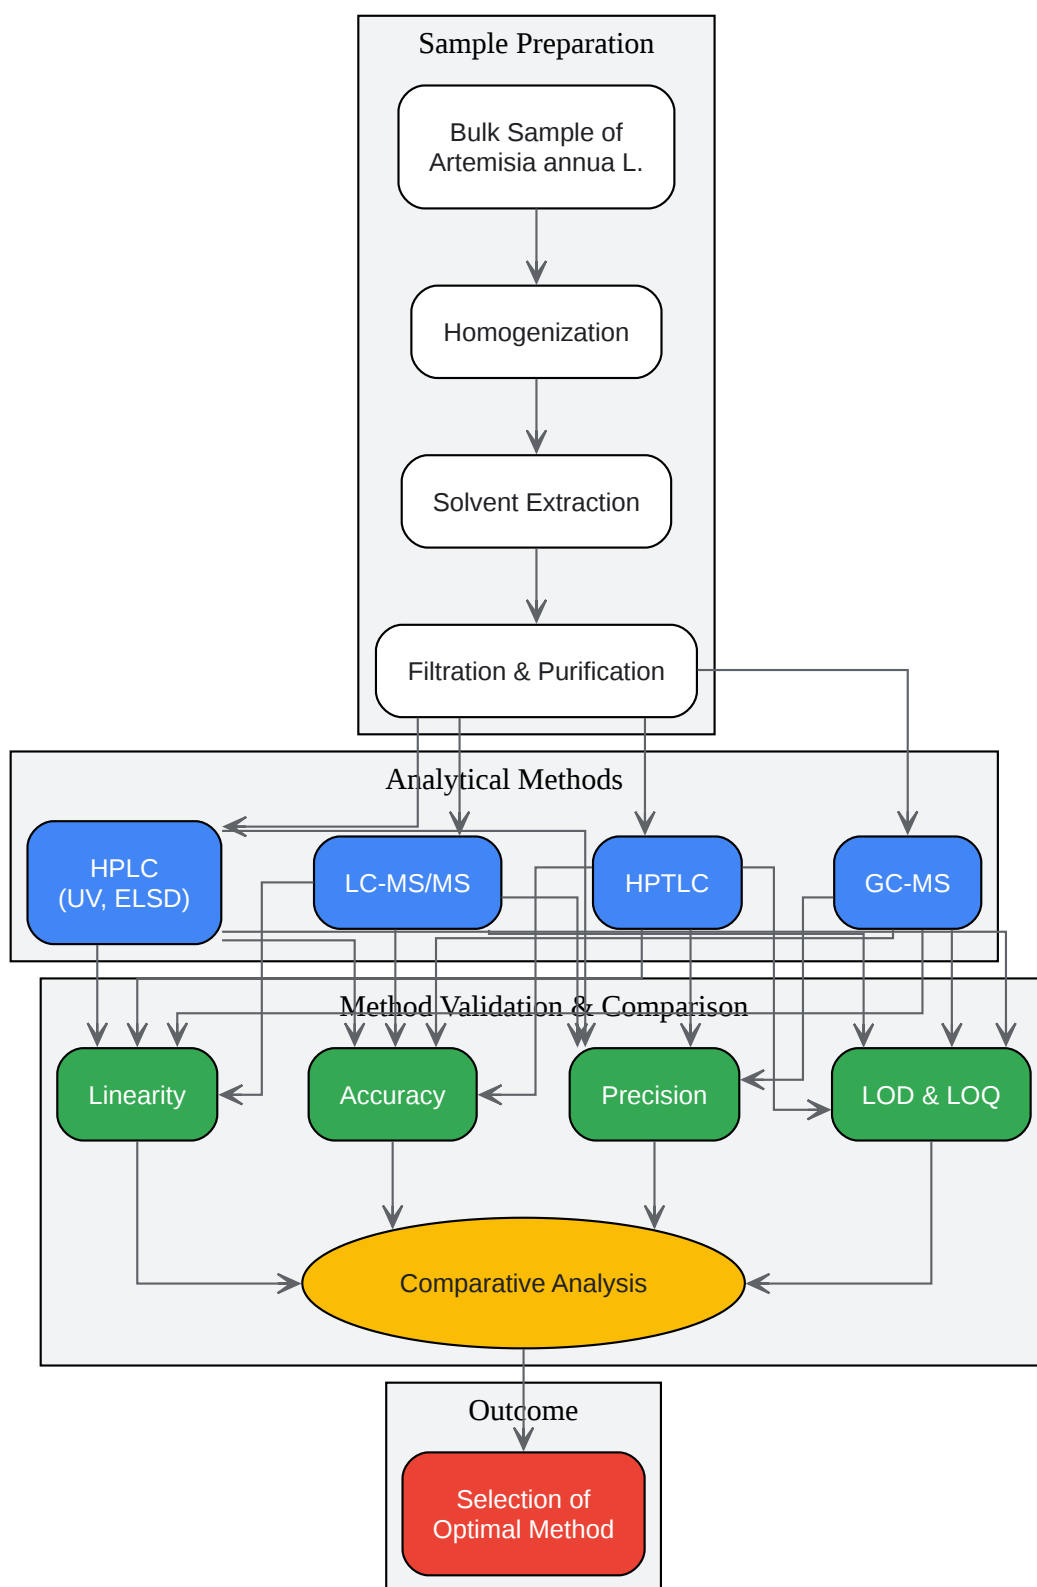 Sample Preparation
Bulk Sample of
Artemisia annua L.
Homogenization
Solvent Extraction
Filtration & Purification
Analytical Methods
HPLC
(UV, ELSD)
LC-MS/MS
HPTLC
GC-MS
Method Validation & Comparison
Linearity
Accuracy
Precision
LOD & LOQ
Comparative Analysis
Outcome
Selection of
Optimal Method